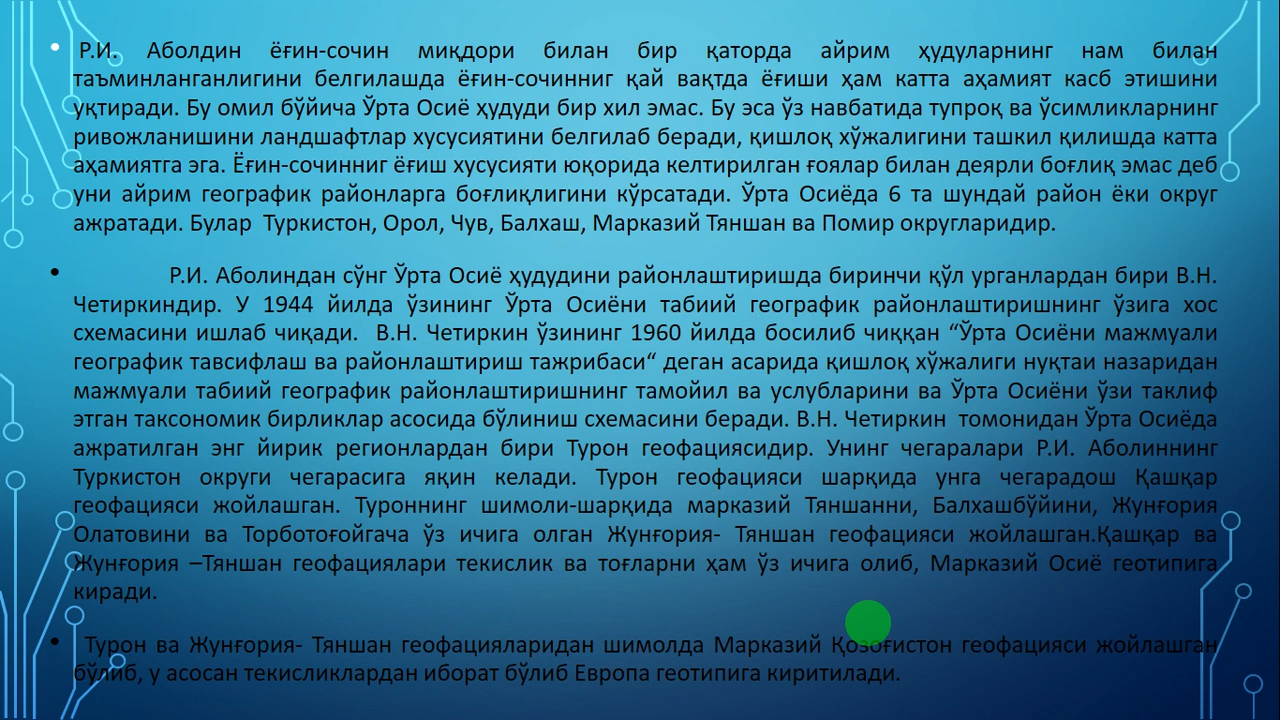 • Р.И. Аболдин ёғин-сочин миқдори билан бир қаторда айрим ҳудуларнинг нам билан
таъминланганлигини белгилашда ёғин-сочинниг қай вақтда ёғиши ҳам катта аҳамият касб этишини
уқтиради. Бу омил бўйича Ўрта Осиё ҳудуди бир хил эмас. Бу эса ўз навбатида тупроқ ва ўсимликларнинг
ривожланишини ландшафтлар хусусиятини белгилаб беради, қишлоқ хўжалигини ташкил қилишда катта
аҳамиятга эга. Ёғин-сочинниг ёғиш хусусияти юқорида келтирилган ғоялар билан деярли боғлиқ эмас деб
уни айрим географик районларга боғлиқлигини кўрсатади. Ўрта Осиёда 6 та шундай район ёки округ
ажратади. Булар Туркистон, Орол, Чув, Балхаш, Марказий Тяншан ва Помир округларидир.
• Р.И. Аболиндан сўнг Ўрта Осиё ҳудудини районлаштиришда биринчи қўл урганлардан бири В.Н.
Четиркиндир. У 1944 йилда ўзининг Ўрта Осиёни табиий географик районлаштиришнинг ўзига хос
схемасини ишлаб чиқади. В.Н. Четиркин ўзининг 1960 йилда босилиб чиққан “Ўрта Осиёни мажмуали
географик тавсифлаш ва районлаштириш тажрибаси“ деган асарида қишлоқ хўжалиги нуқтаи назаридан
мажмуали табиий географик районлаштиришнинг тамойил ва услубларини ва Ўрта Осиёни ўзи таклиф
этган таксономик бирликлар асосида бўлиниш схемасини беради. В.Н. Четиркин томонидан Ўрта Осиёда
ажратилган энг йирик регионлардан бири Турон геофациясидир. Унинг чегаралари Р.И. Аболиннинг
Туркистон округи чегарасига яқин келади. Турон геофацияси шарқида унга чегарадош Қашқар
геофацияси жойлашган. Туроннинг шимоли-шарқида марказий Тяншанни, Балхашбўйини, Жунғория
Олатовини ва Торботоғойгача ўз ичига олган Жунғория- Тяншан геофацияси жойлашган.Қашқар ва
Жунғория –Тяншан геофациялари текислик ва тоғларни ҳам ўз ичига олиб, Марказий Осиё геотипига
киради.
• Турон ва Жунғория- Тяншан геофацияларидан шимолда Марказий Қозоғистон геофацияси жойлашган
бўлиб, у асосан текисликлардан иборат бўлиб Европа геотипига киритилади.